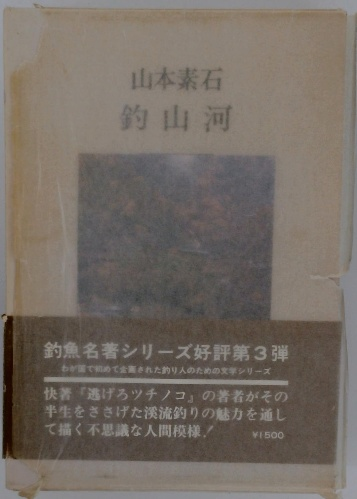 山本素石
釣山河
釣魚名著シリーズ好評第3弾
わが国で初めて企画された釣り人のための文学シリーズ
快著『逃げろツチノコ』の著者がその
半生をささげた渓流釣りの魅力を通し
て描く不思議な人間模様！
¥1500